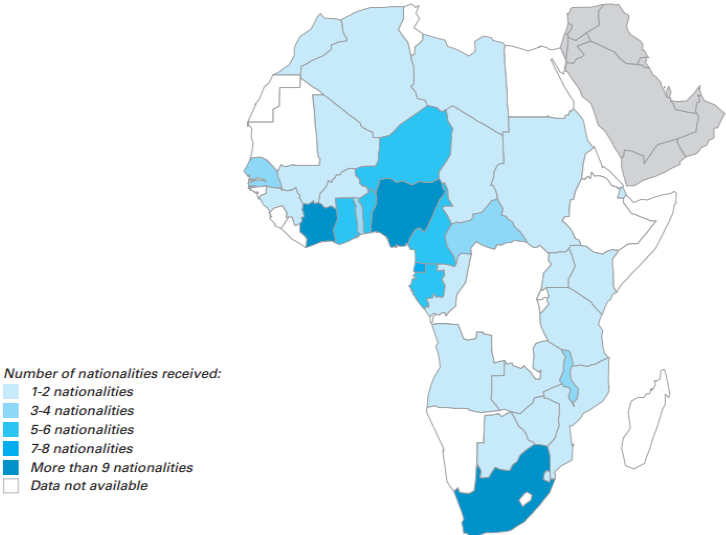 Number of nationalities received:
1-2 nationalities
3-4 nationalities
5-6 nationalities
7-8 nationalities
More than 9 nationalities
Data not available